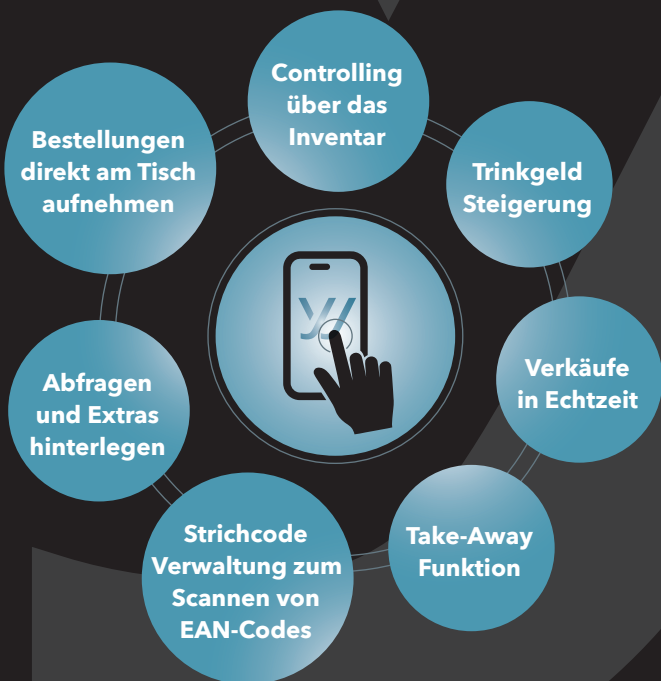 Controlling
über das
Inventar
Bestellungen
direkt am Tisch
aufnehmen
Trinkgeld
Steigerung
Verkäufe
in Echtzeit
Abfragen
und Extras
hinterlegen
Take-Away
Funktion
Strichcode
Verwaltung zum
Scannen von
EAN-Codes